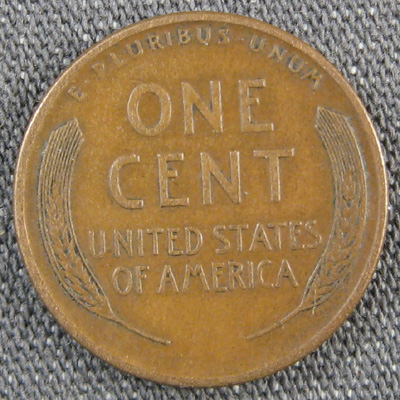 E·PLURIBUS·UNUM
ONE
CENT
UNITED STATES
OF AMERICA